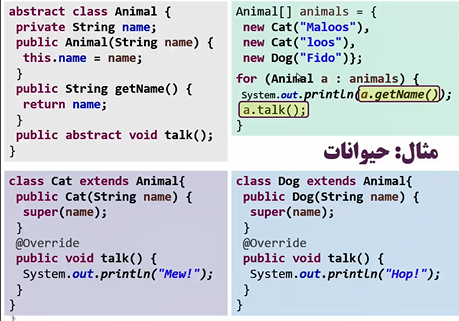 abstract class Animal {
private String name;
public Animal(String name) {
this.name = name;
}
public String getName() {
return name;
}
public abstract void talk();
}
Animal[] animals = {
new Cat("Maloos"),
new Cat("loos"),
new Dog("Fido")};
for (Animal a : animals) {
System.out.println(a.getName());
a.talk();
}
مثال: حیوانات
class Cat extends Animal{
public Cat(String name) {
super(name);
}
@Override
public void talk() {
System.out.println("Mew!");
}
}
class Dog extends Animal{
public Dog(String name) {
super(name);
}
@Override
public void talk() {
System.out.println("Hop!");
}
}